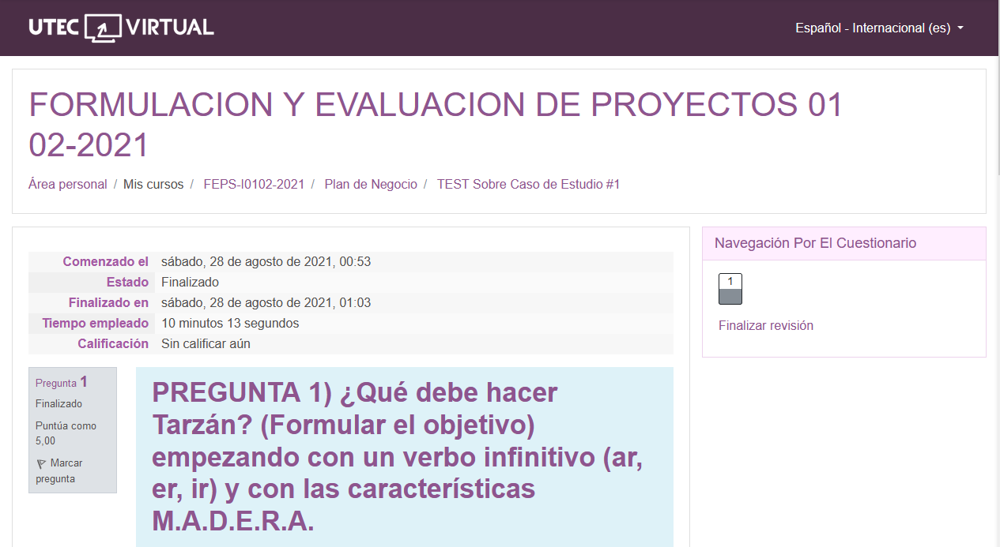 UTEC VIRTUAL
Español - Internacional (es)
FORMULACION Y EVALUACION DE PROYECTOS 01
02-2021
Área personal / Mis cursos / FEPS-I0102-2021 / Plan de Negocio / TEST Sobre Caso de Estudio #1
Comenzado el sábado, 28 de agosto de 2021, 00:53
Estado Finalizado
Finalizado en sábado, 28 de agosto de 2021, 01:03
Tiempo empleado 10 minutos 13 segundos
Calificación Sin calificar aún
Navegación Por El Cuestionario
1
Finalizar revisión
Pregunta 1
Finalizado
Puntúa como
5,00
Marcar
pregunta
PREGUNTA 1) ¿Qué debe hacer
Tarzán? (Formular el objetivo)
empezando con un verbo infinitivo (ar,
er, ir) y con las características
M.A.D.E.R.A.